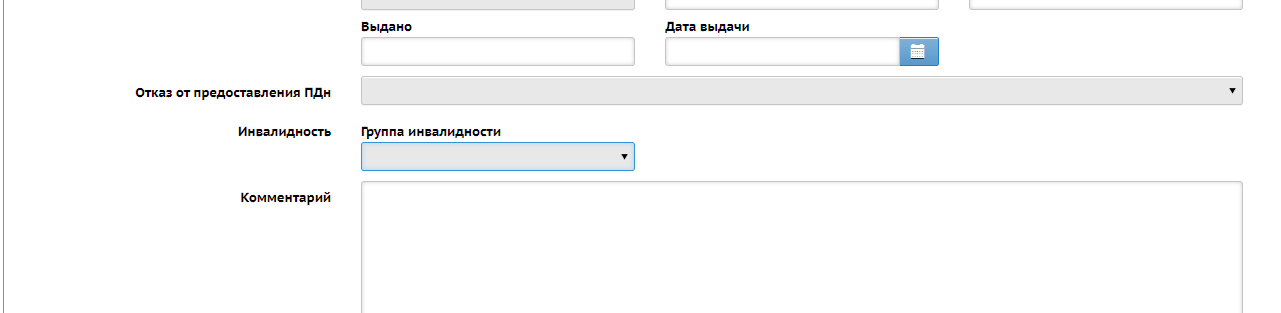 Выдано
Дата выдачи
Отказ от предоставления ПДн
Инвалидность
Группа инвалидности
Комментарий